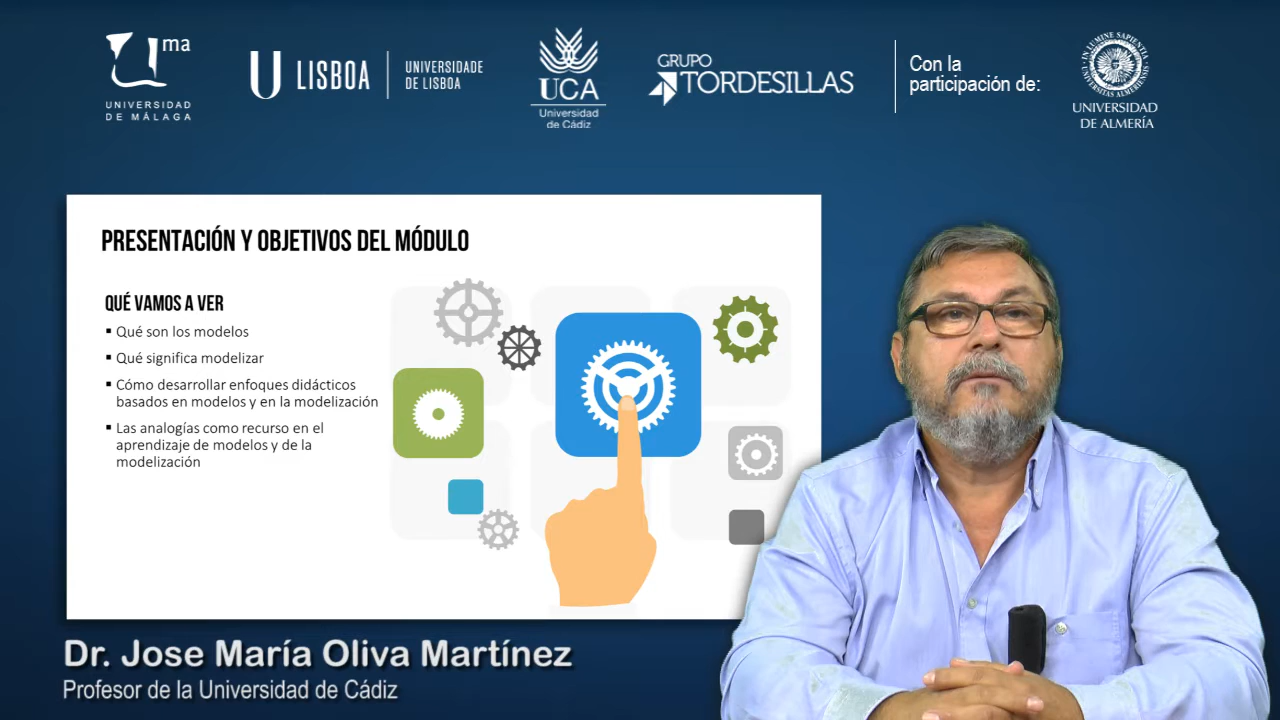 uma
UNIVERSIDAD
DE MÁLAGA
U LISBOA
UNIVERSIDADE
DE LISBOA
UCA
Universidad
de Cádiz
GRUPO
TORDESILLAS
Con la
participación de:
UNIVERSIDAD
DE ALMERÍA
PRESENTACIÓN Y OBJETIVOS DEL MÓDULO
QUÉ VAMOS A VER
▪ Qué son los modelos
▪ Qué significa modelizar
▪ Cómo desarrollar enfoques didácticos
basados en modelos y en la modelización
▪ Las analogías como recurso en el
aprendizaje de modelos y de la
modelización
Dr. Jose María Oliva Martínez
Profesor de la Universidad de Cádiz